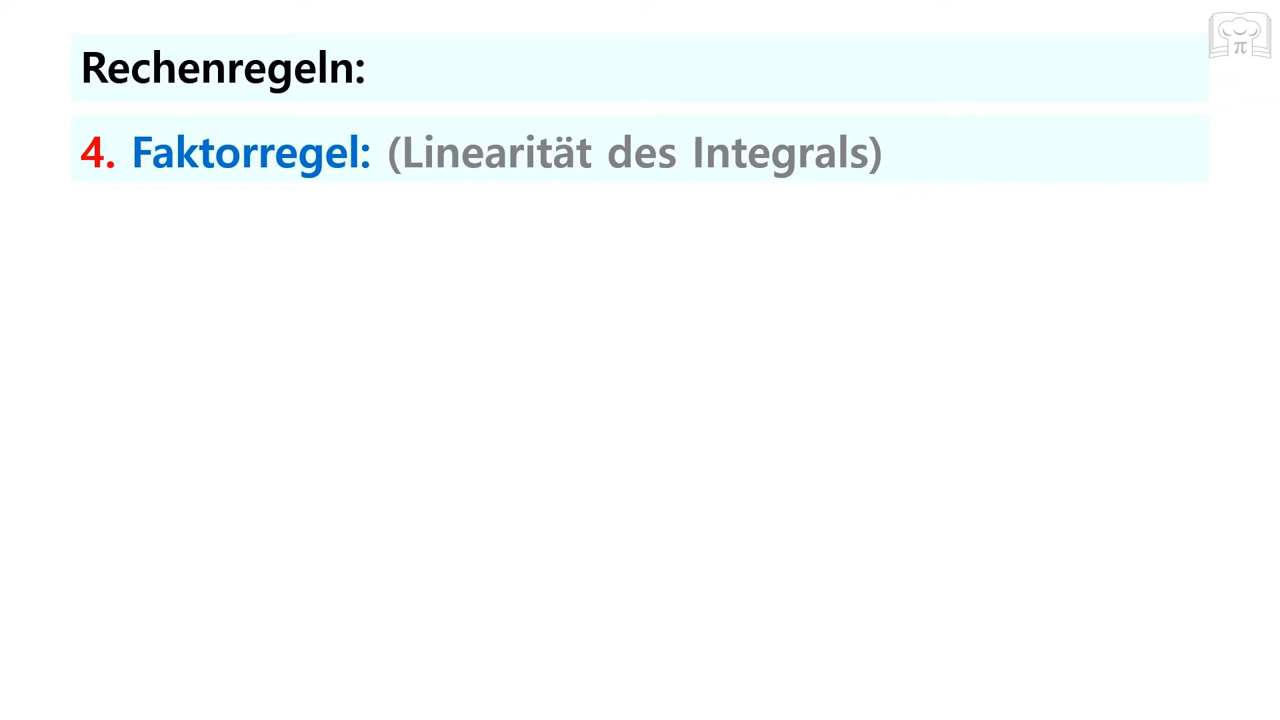 Rechenregeln:
4. Faktorregel: (Linearität des Integrals)
π